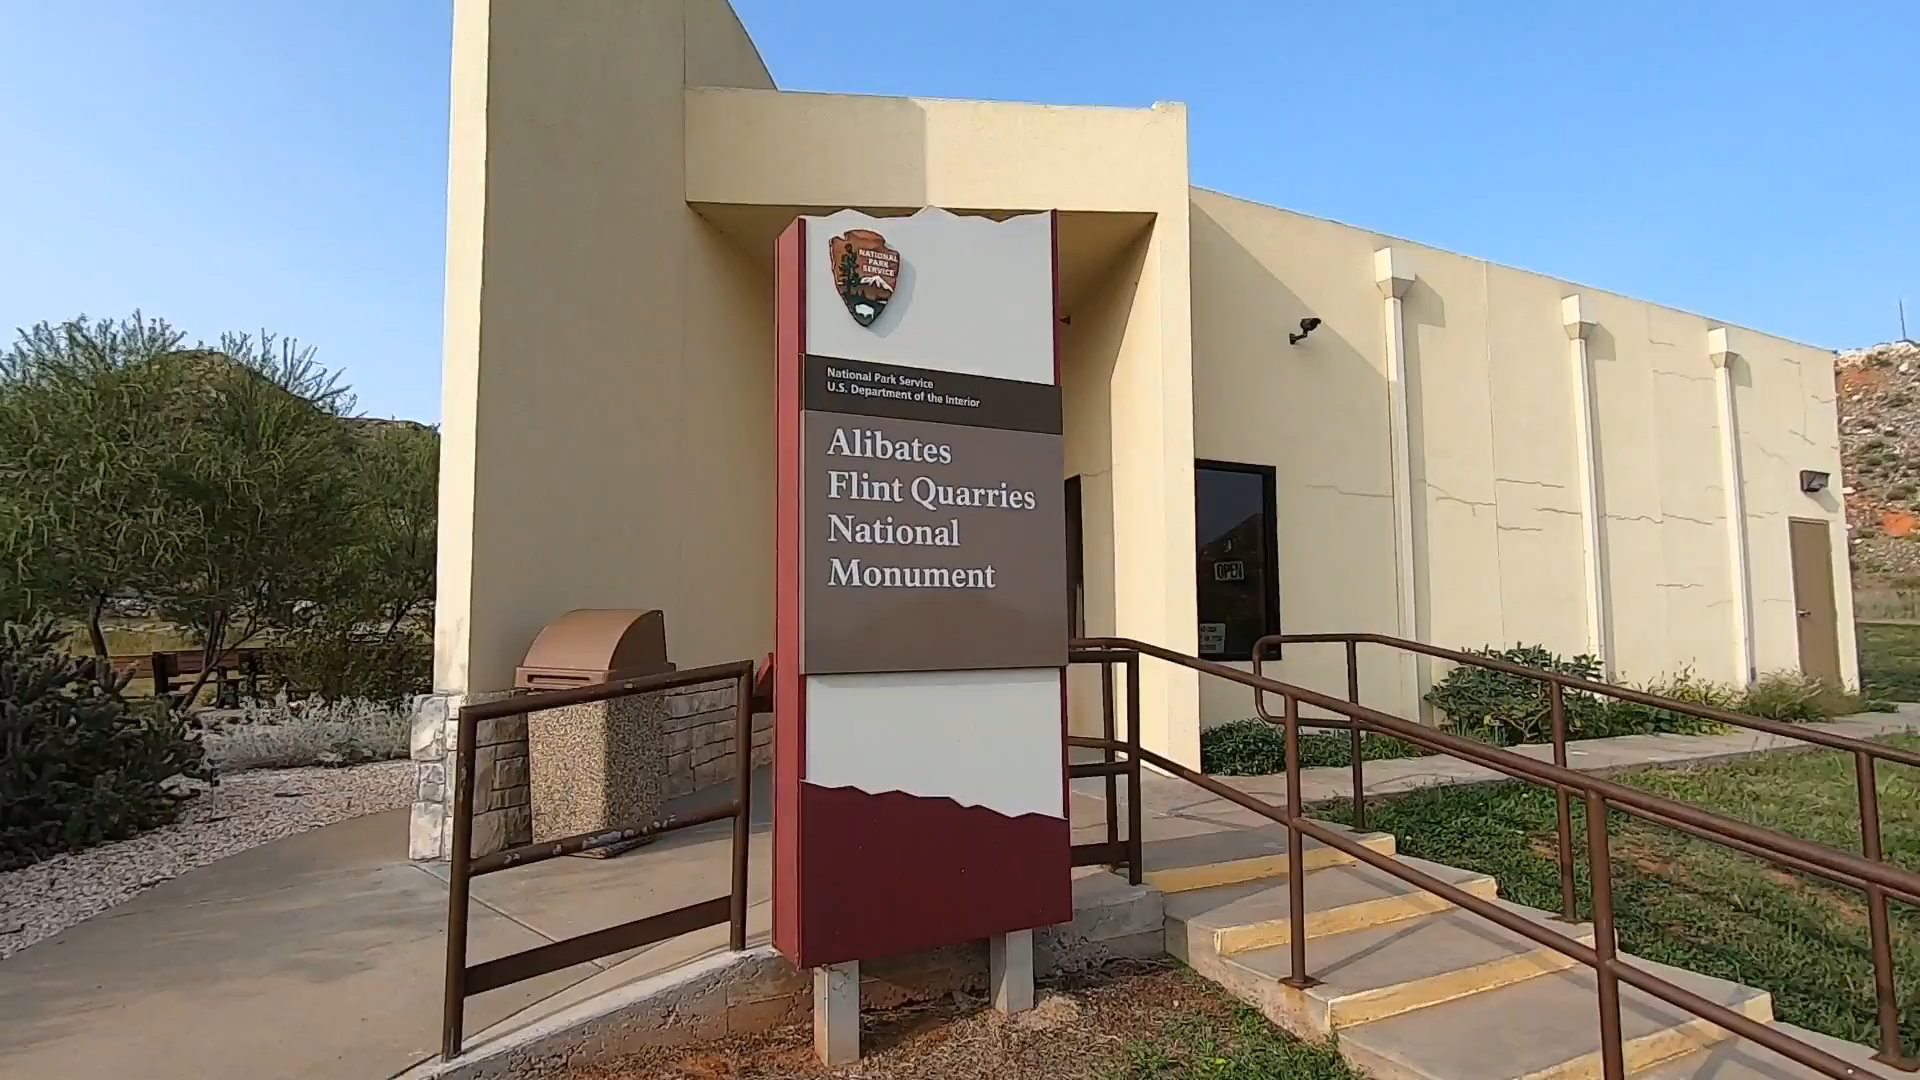 NATIONAL
PARK
SERVICE
National Park Service
U.S. Department of the Interior
Alibates
Flint Quarries
National
Monument
OPEN